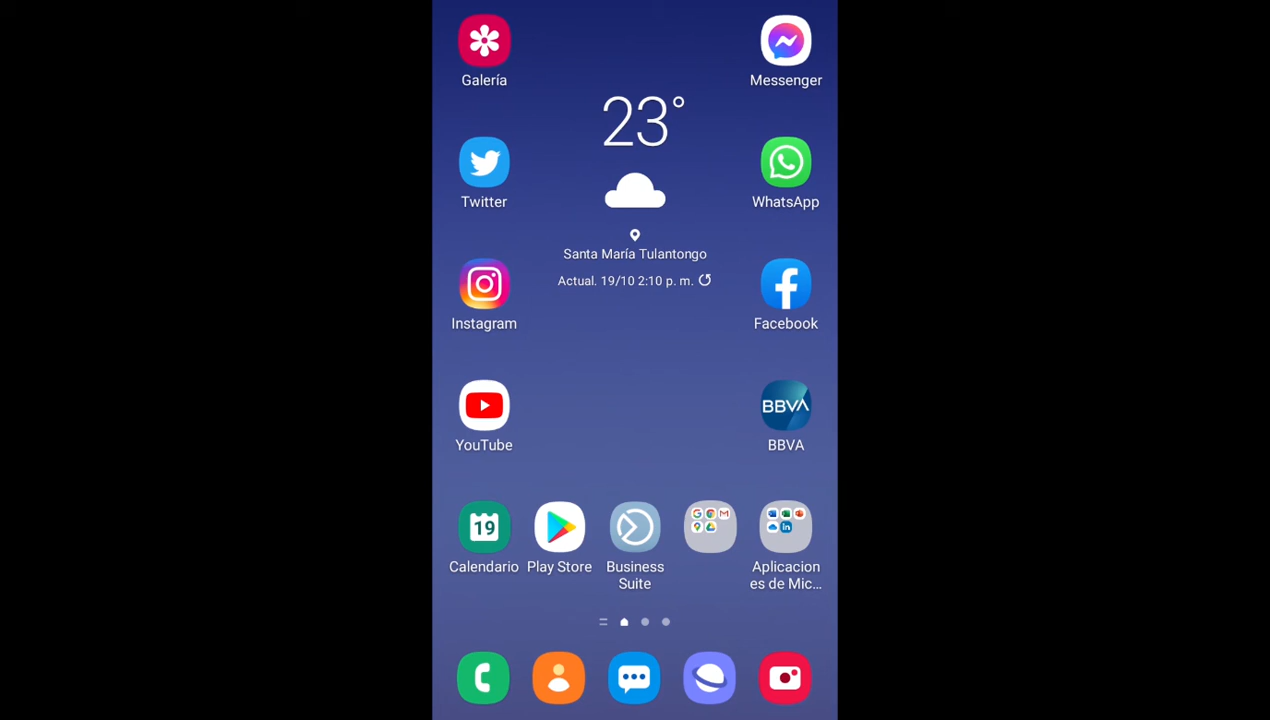 Galería
Messenger
23°
Twitter
WhatsApp
Santa María Tulantongo
Actual. 19/10 2:10 p. m.
Instagram
Facebook
YouTube
BBVA
BBVA
19
Calendario
Play Store
Business
Suite
Aplicacion
es de Mic...